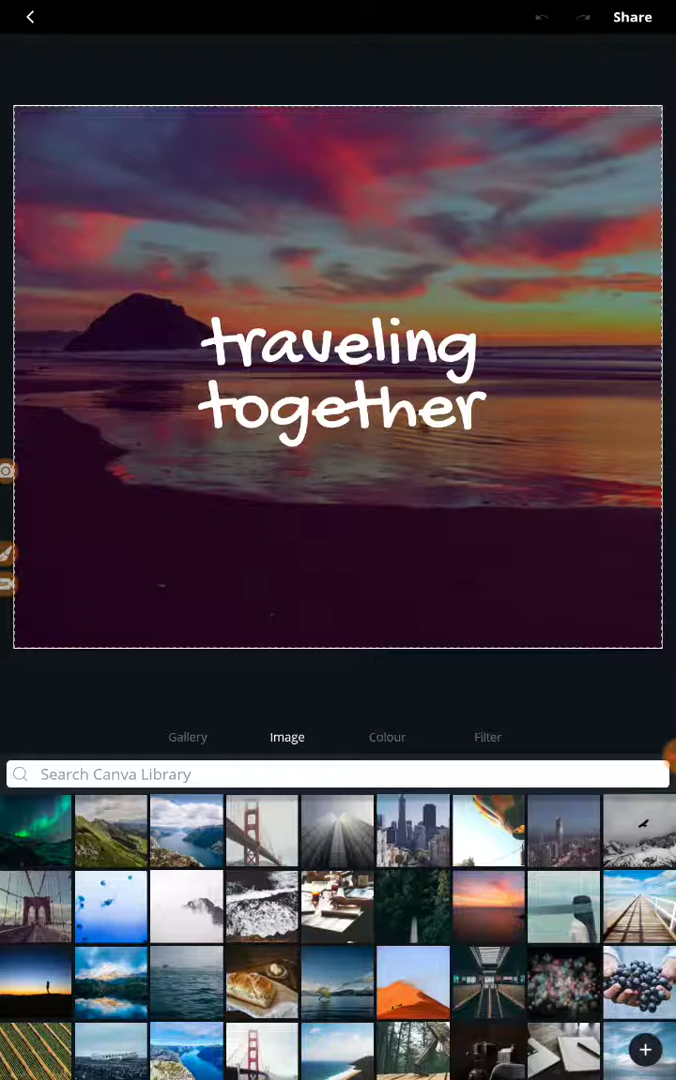 Share
traveling
together
Gallery Image Colour Filter
Search Canva Library